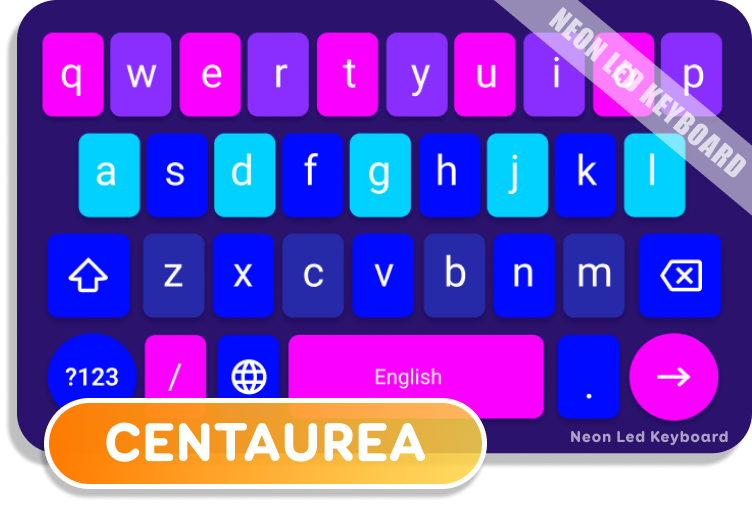 NEON LED KEYBOARD
q w e r t y u i o p
a s d f g h j k l
z x c v b n m
?123 / English .
CENTAUREA
Neon Led Keyboard